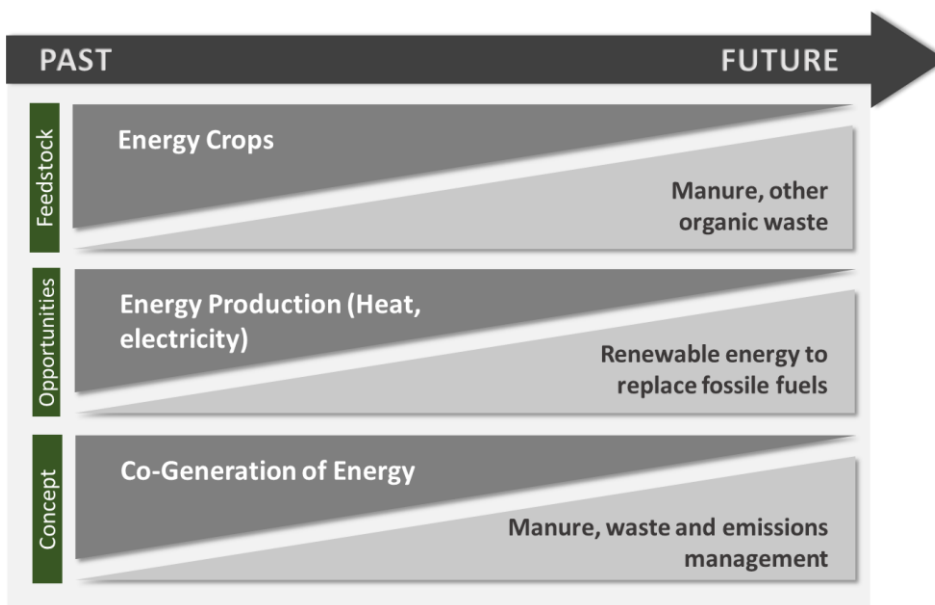 PAST
FUTURE
Feedstock
Energy Crops
Manure, other
organic waste
Opportunities
Energy Production (Heat,
electricity)
Renewable energy to
replace fossile fuels
Concept
Co-Generation of Energy
Manure, waste and emissions
management